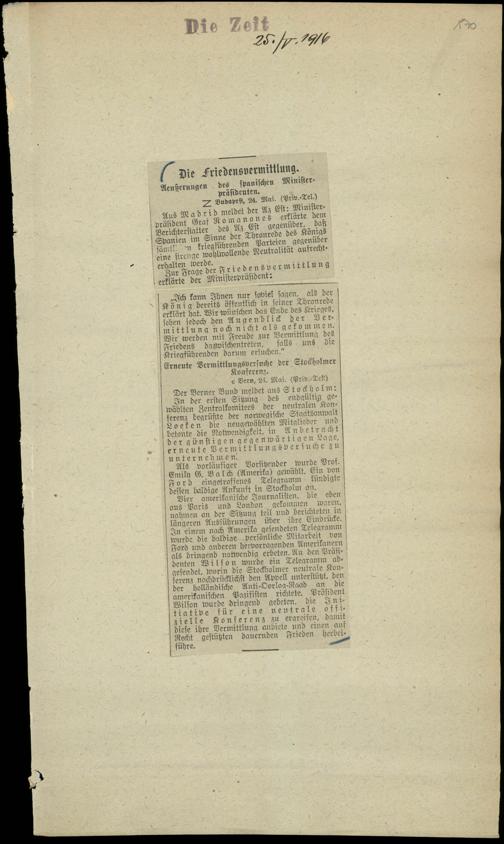 Die Zeit
25./V. 1916
Die Friedensvermittlung.
Aeußerungen des spanischen Minister-
präsidenten.
Budapest, 24. Mai. (Priv.-Tel.)
Aus Madrid meldet der Az Est: Minister-
präsident Graf Romanones erklärte dem
Berichterstatter des Az Est gegenüber, daß
Spanien im Sinne der Thronrede des Königs
kriegführenden Parteien gegenüber
eine strenge wohlwollende Neutralität aufrecht-
erhalten werde.
Zur Frage der Friedensvermittlung
erklärte der Ministerpräsident:
„Ich kann Ihnen nur soviel sagen, als der
König bereits öffentlich in seiner Thronrede
erklärt hat. Wir wünschen das Ende des Krieges,
sehen jedoch den Augenblick der Ver-
mittlung noch nicht als gekommen.
Wir werden mit Freude zur Vermittlung des
Friedens dazwischentreten, falls uns die
Kriegführenden darum ersuchen.“
Erneute Vermittlungsversuche der Stockholmer
Konferenz.
c Bern, 24. Mai. (Priv.-Tel.)
Der Berner Bund meldet aus Stockholm:
In der ersten Sitzung des endgültig ge-
wählten Zentralkomitees der neutralen Kon-
ferenz begrüßte der norwegische Staatsanwalt
Loeken die neugewählten Mitglieder und
betonte die Notwendigkeit, in Anbetracht
der günstigen gegenwärtigen Lage,
erneute Vermittlungsversuche zu
unternehmen.
Als vorläufiger Vorsitzender wurde Prof.
Emily G. Balch (Amerika) gewählt. Ein von
Ford eingetroffenes Telegramm kündigte
dessen baldige Ankunft in Stockholm an.
Vier amerikanische Journalisten, die eben
aus Paris und London gekommen waren,
nahmen an der Sitzung teil und berichteten in
längeren Ausführungen über ihre Eindrücke.
In einem nach Amerika gesendeten Telegramm
wurde die baldige persönliche Mitarbeit von
Ford und anderen hervorragenden Amerikanern
als dringend notwendig erbeten. An den Präsi-
denten Wilson wurde ein Telegramm ab-
gesendet, worin die Stockholmer neutrale Kon-
ferenz nachdrücklichst den Appell unterstützt, den
der holländische Anti-Oorlog-Raad an die
amerikanischen Pazifisten richtete. Präsident
Wilson wurde dringend gebeten, die Ini-
tiative für eine neutrale offi-
zielle Konferenz zu ergreifen, damit
diese ihre Vermittlung anbiete und einen auf
Recht gestützten dauernden Frieden herbei-
führe.